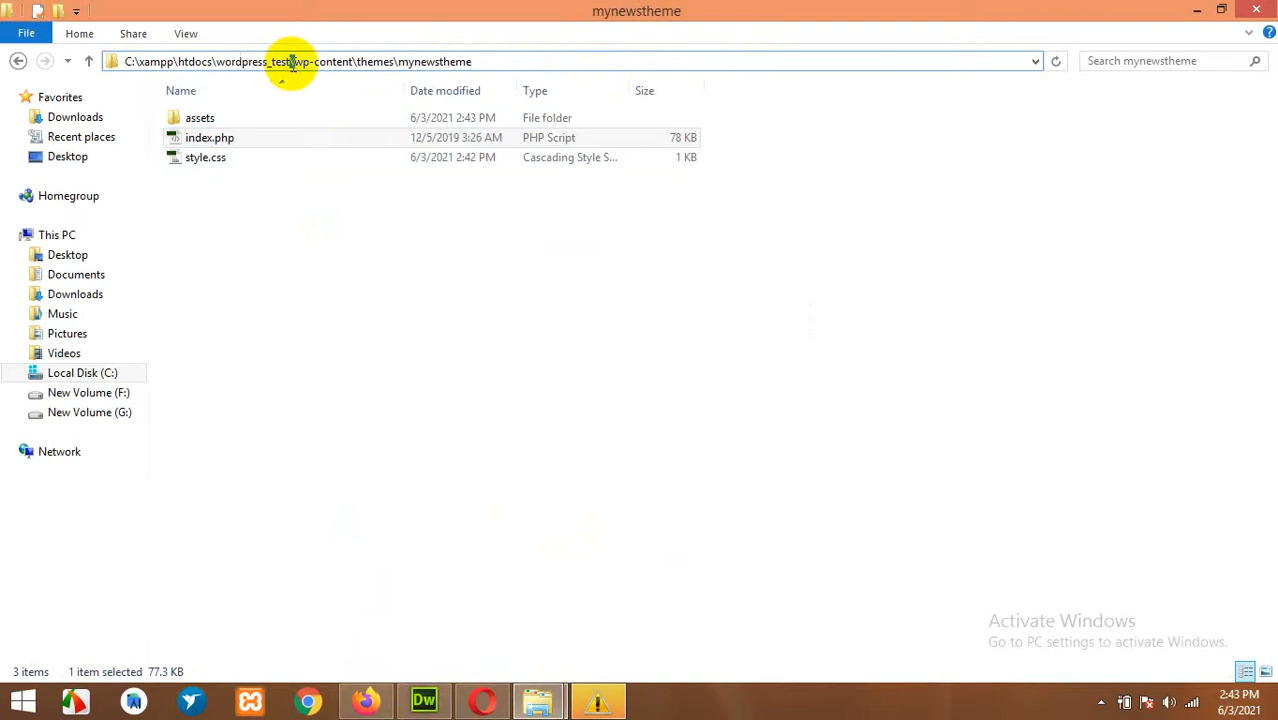 mynewstheme
File Home Share View
C:\xampp\htdocs\wordpress_test\wp-content\themes\mynewstheme
Search mynewstheme
Name Date modified Type Size
assets 6/3/2021 2:43 PM File folder
index.php 12/5/2019 3:26 AM PHP Script 78 KB
style.css 6/3/2021 2:42 PM Cascading Style S... 1 KB
Favorites
Downloads
Recent places
Desktop
Homegroup
This PC
Desktop
Documents
Downloads
Music
Pictures
Videos
Local Disk (C:)
New Volume (F:)
New Volume (G:)
Network
Activate Windows
Go to PC settings to activate Windows.
3 items 1 item selected 77.3 KB
Dw
2:43 PM
6/3/2021